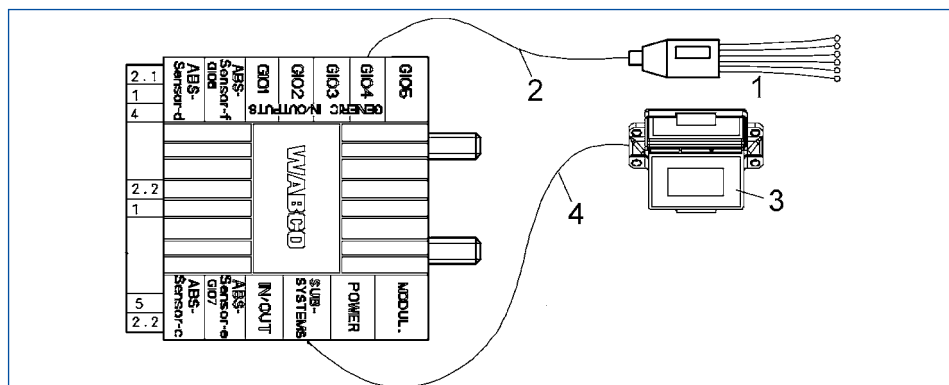 2.1
1
4
2.2
1
5
2.2
ABS-
Sensor-d
ABS-
Sensor-f
GIO6
GIO1
GIO2
GIO3
GIO4
GIO5
GENERIC IN/OUTPUTS
WABCO
ABS-
Sensor-c
ABS-
Sensor-e
GIO7
IN/OUT
SUB-
SYSTEMS
POWER
MODUL.
2
1
3
4